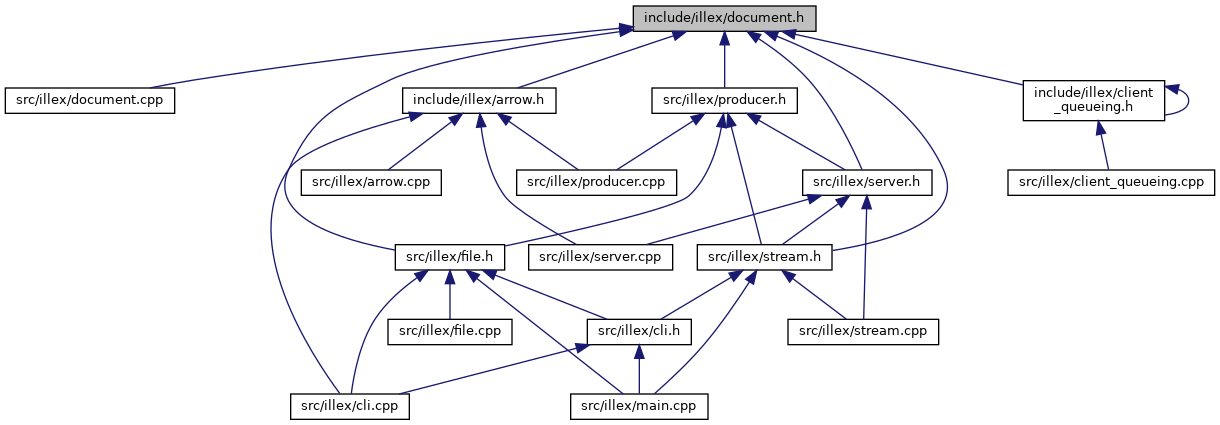 include/illex/document.h
src/illex/document.cpp
include/illex/arrow.h
src/illex/producer.h
include/illex/client
_queueing.h
src/illex/arrow.cpp
src/illex/producer.cpp
src/illex/server.h
src/illex/client_queueing.cpp
src/illex/file.h
src/illex/server.cpp
src/illex/stream.h
src/illex/file.cpp
src/illex/cli.h
src/illex/stream.cpp
src/illex/cli.cpp
src/illex/main.cpp